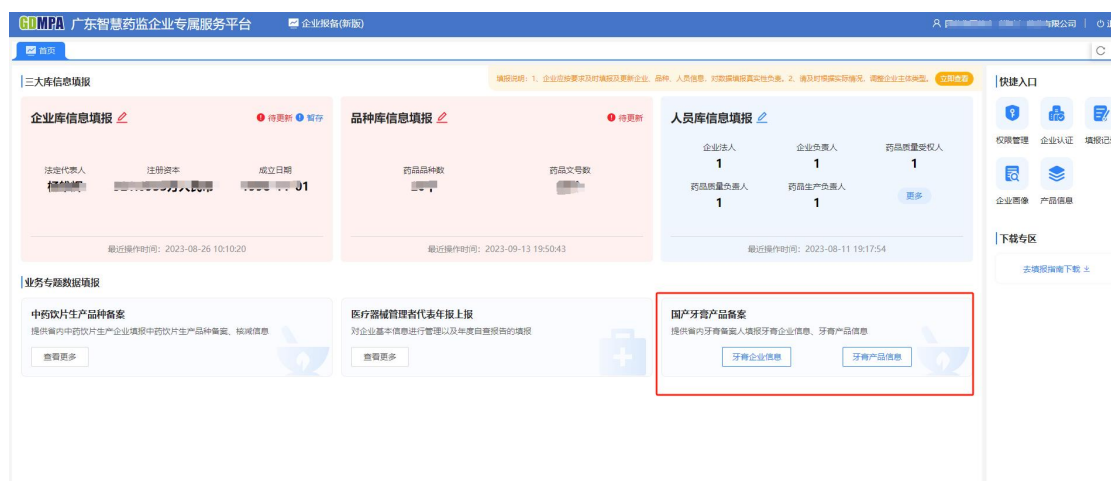 GDMPA 广东智慧药监企业专属服务平台 企业报备(新版) 限公司
首页
三大库信息填报 填报说明：1、企业应按要求及时填报及更新企业、品种、人员信息，对数据填报真实性负责。2、请及时根据实际情况，调整企业主体类型。 立即查看
企业库信息填报 待更新 暂存
法定代表人 注册资本 成立日期
01
最近操作时间：2023-08-26 10:10:20
品种库信息填报 待更新
药品品种数 药品文号数
最近操作时间：2023-09-13 19:50:43
人员库信息填报
企业法人 企业负责人 药品质量受权人
1 1 1
药品质量负责人 药品生产负责人
1 1 更多
最近操作时间：2023-08-11 19:17:54
业务专题数据填报
中药饮片生产品种备案
提供省内中药饮片生产企业填报中药饮片生产品种备案、核减信息
查看更多
医疗器械管理者代表年报上报
对企业基本信息进行管理以及年度自查报告的填报
查看更多
国产牙膏产品备案
提供省内牙膏备案人填报牙膏企业信息、牙膏产品信息
牙膏企业信息 牙膏产品信息
快捷入口
权限管理 企业认证 填报记
企业画像 产品信息
下载专区
去填报指南下载